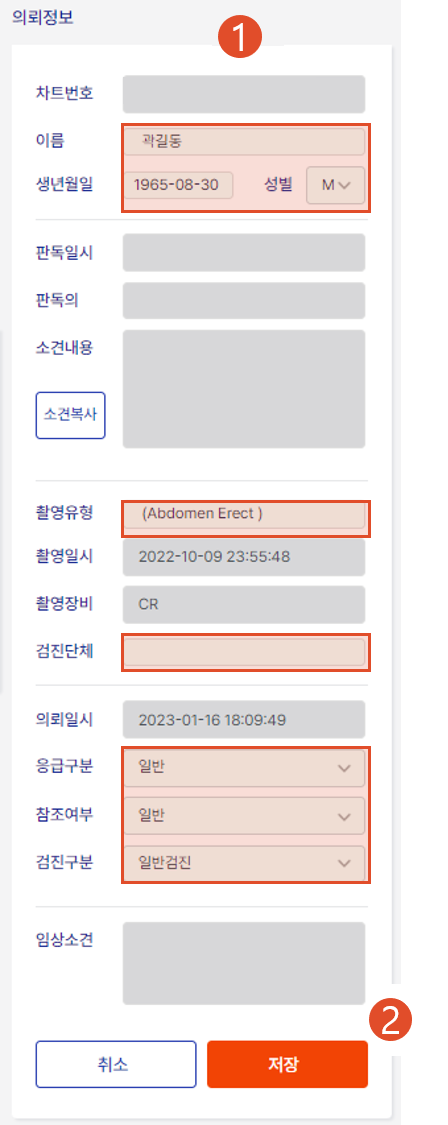 의뢰정보
1
차트번호
이름 곽길동
생년월일 1965-08-30 성별 M
판독일시
판독의
소견내용
소견복사
촬영유형 (Abdomen Erect )
촬영일시 2022-10-09 23:55:48
촬영장비 CR
검진단체
의뢰일시 2023-01-16 18:09:49
응급구분 일반
참조여부 일반
검진구분 일반검진
임상소견
2
취소 저장